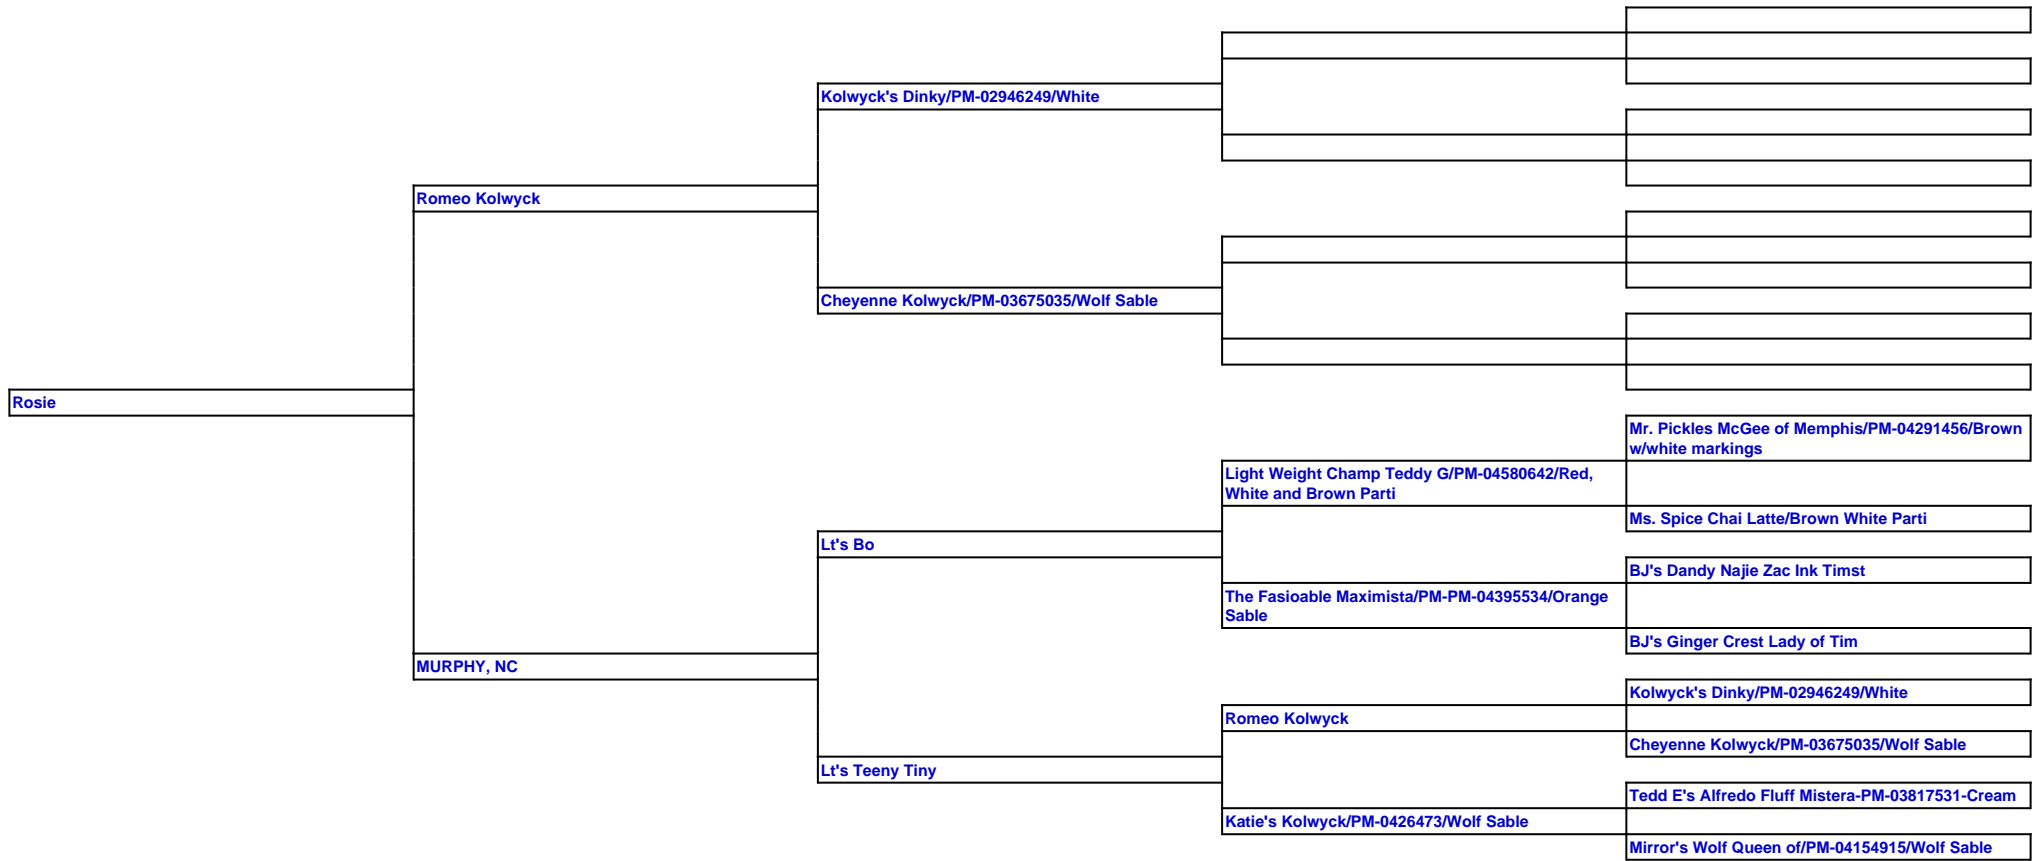 Kolwyck's Dinky/PM-02946249/White
Romeo Kolwyck
Cheyenne Kolwyck/PM-03675035/Wolf Sable
Rosie
Mr. Pickles McGee of Memphis/PM-04291456/Brown
w/white markings
Light Weight Champ Teddy G/PM-04580642/Red,
White and Brown Parti
Ms. Spice Chai Latte/Brown White Parti
Lt's Bo
BJ's Dandy Najie Zac Ink Timst
The Fasioable Maximista/PM-PM-04395534/Orange
Sable
BJ's Ginger Crest Lady of Tim
MURPHY, NC
Kolwyck's Dinky/PM-02946249/White
Romeo Kolwyck
Cheyenne Kolwyck/PM-03675035/Wolf Sable
Lt's Teeny Tiny
Tedd E's Alfredo Fluff Mistera-PM-03817531-Cream
Katie's Kolwyck/PM-0426473/Wolf Sable
Mirror's Wolf Queen of/PM-04154915/Wolf Sable